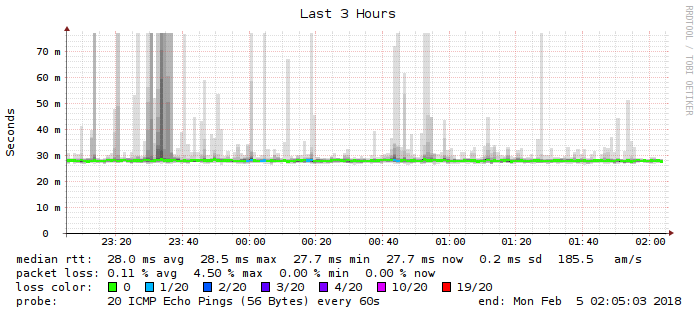 Last 3 Hours
RRDTOOL / TOBI OETIKER
Seconds
70 m
60 m
50 m
40 m
30 m
20 m
10 m
0
23:20 23:40 00:00 00:20 00:40 01:00 01:20 01:40 02:00
median rtt: 28.0 ms avg 28.5 ms max 27.7 ms min 27.7 ms now 0.2 ms sd 185.5 am/s
packet loss: 0.11 % avg 4.50 % max 0.00 % min 0.00 % now
loss color: 0 1/20 2/20 3/20 4/20 10/20 19/20
probe: 20 ICMP Echo Pings (56 Bytes) every 60s end: Mon Feb 5 02:05:03 2018